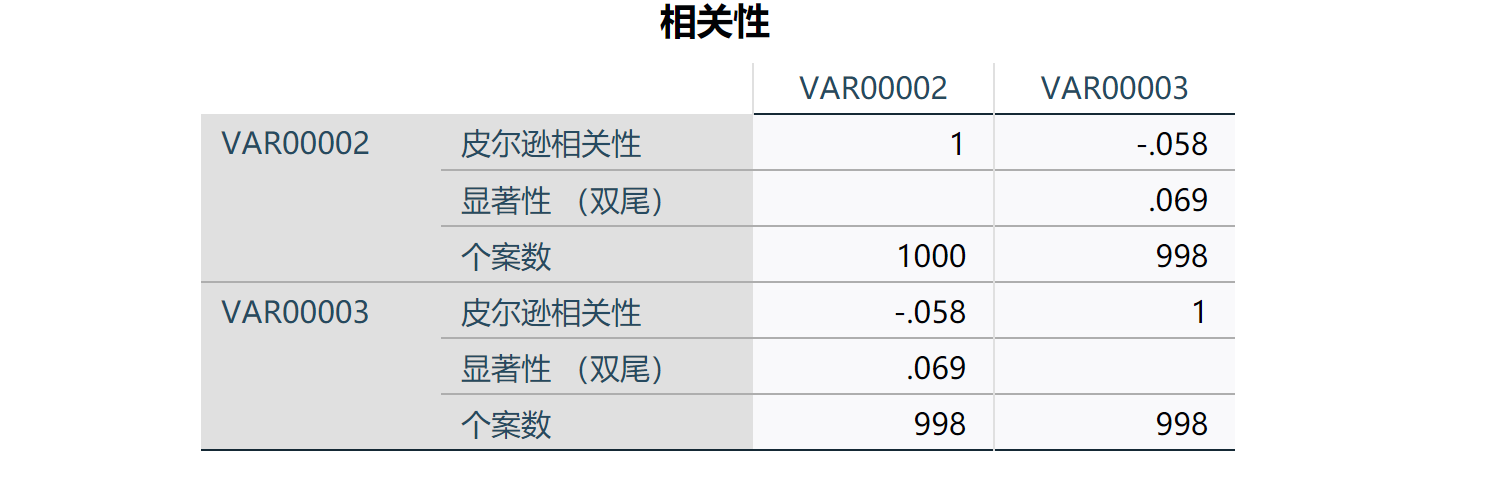 相关性
VAR00002 VAR00003
VAR00002 皮尔逊相关性 1 -.058
显著性 （双尾） .069
个案数 1000 998
VAR00003 皮尔逊相关性 -.058 1
显著性 （双尾） .069
个案数 998 998